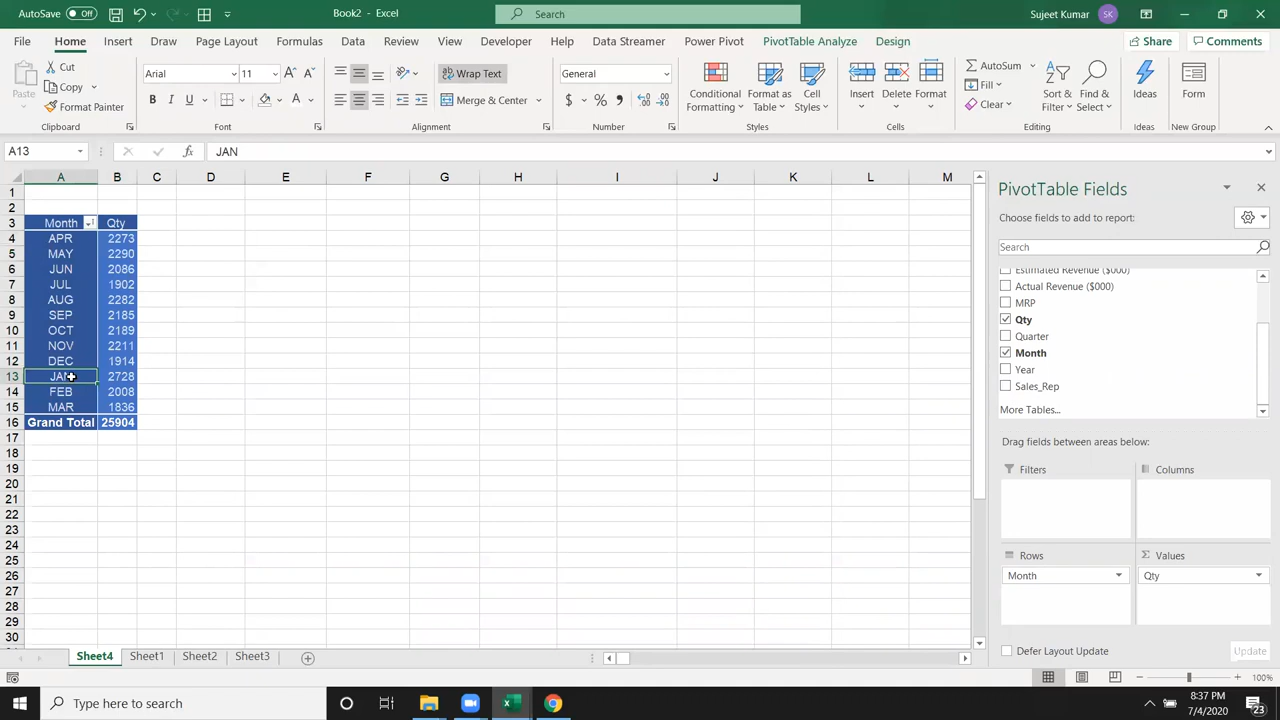 AutoSave Off Book2 - Excel Search Sujeet Kumar SK
File Home Insert Draw Page Layout Formulas Data Review View Developer Help Data Streamer Power Pivot PivotTable Analyze Design Share Comments
Cut
Copy
Format Painter
Paste
Clipboard
Arial 11
B I U
Font
Wrap Text
Merge & Center
Alignment
General
$ % ,
Number
Conditional Formatting
Format as Table
Cell Styles
Styles
Insert Delete Format
Cells
AutoSum
Fill
Clear
Sort & Filter
Find & Select
Editing
Ideas
Ideas
Form
New Group
A13 fx JAN
A B C D E F G H I J K L M
1
2
3 Month Qty
4 APR 2273
5 MAY 2290
6 JUN 2086
7 JUL 1902
8 AUG 2282
9 SEP 2185
10 OCT 2189
11 NOV 2211
12 DEC 1914
13 JAN 2728
14 FEB 2008
15 MAR 1836
16 Grand Total 25904
17
18
19
20
21
22
23
24
25
26
27
28
29
30
PivotTable Fields
Choose fields to add to report:
Search
Estimated Revenue ($000)
Actual Revenue ($000)
MRP
Qty
Quarter
Month
Year
Sales_Rep
More Tables...
Drag fields between areas below:
Filters Columns
Rows Values
Month Qty
Defer Layout Update Update
Sheet4 Sheet1 Sheet2 Sheet3
100%
Type here to search
8:37 PM
7/4/2020
23